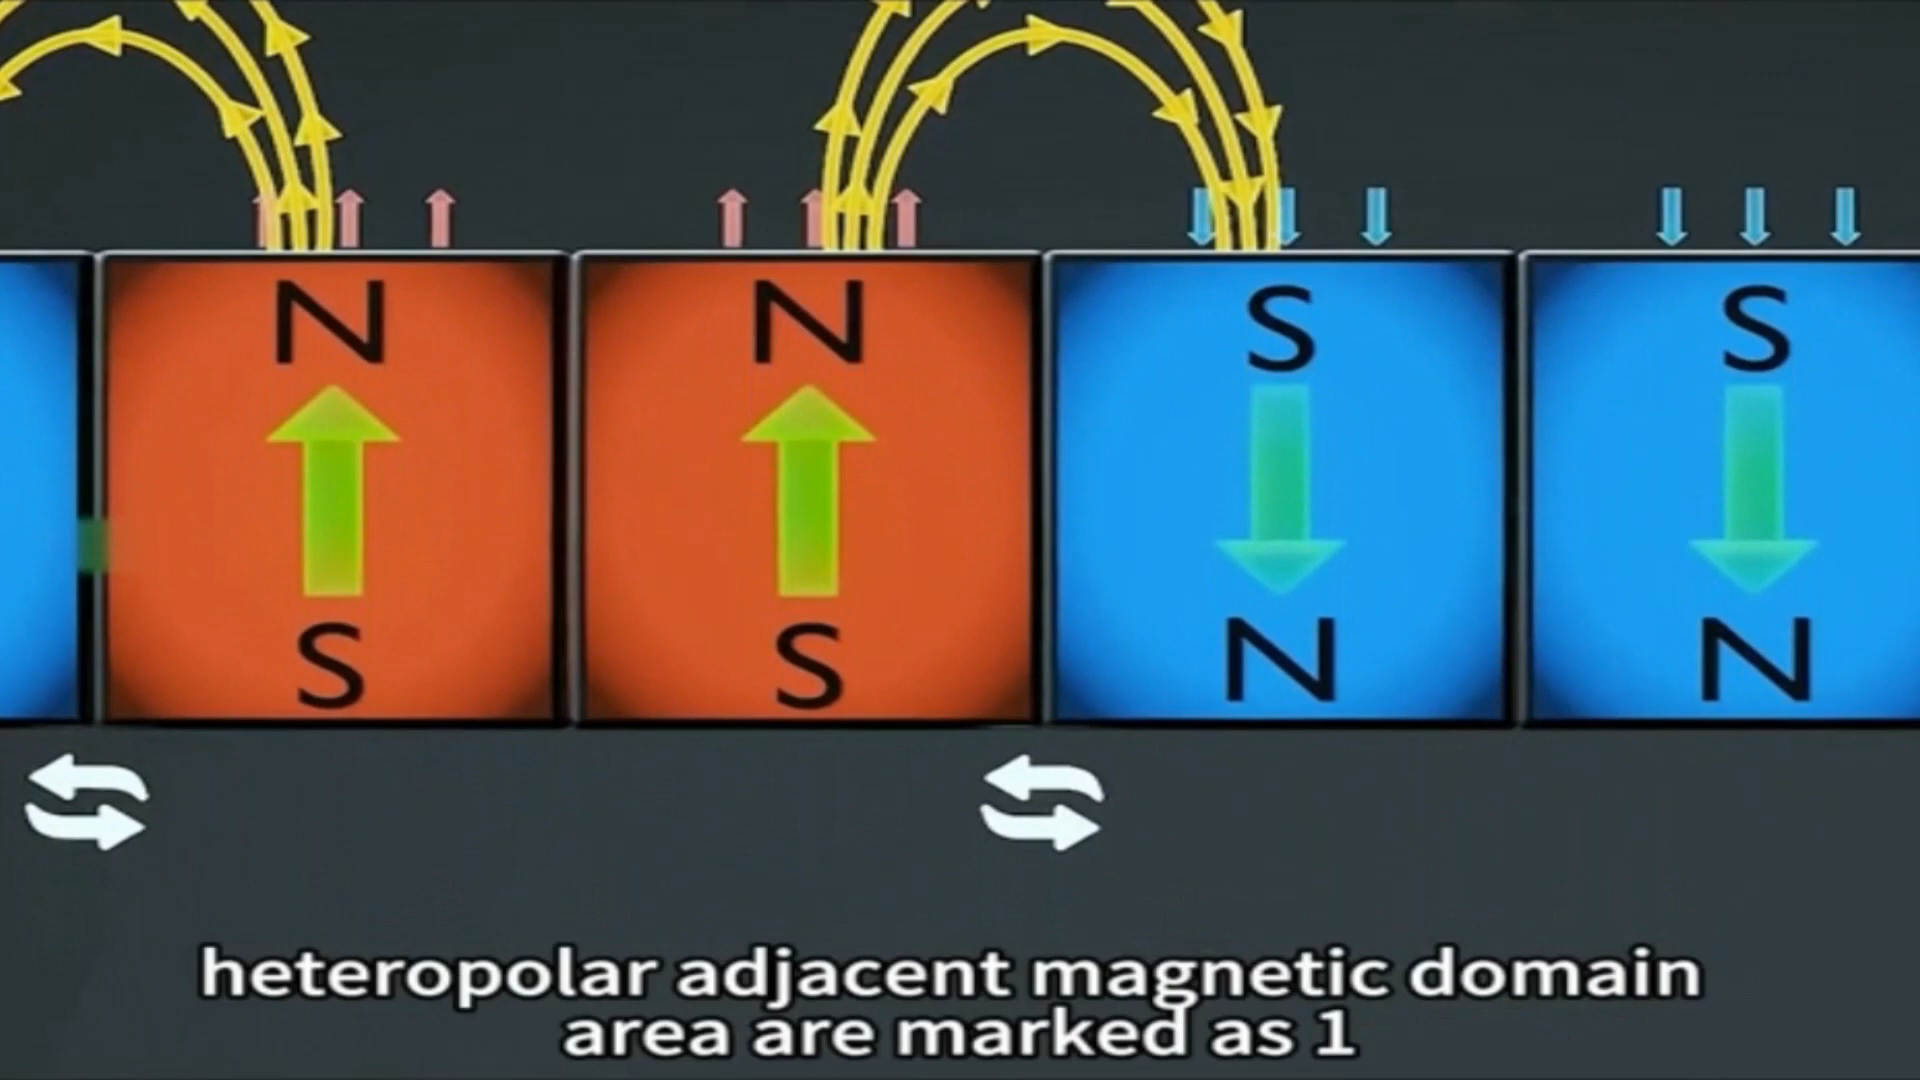 N N S S
S S N N
heteropolar adjacent magnetic domain
area are marked as 1